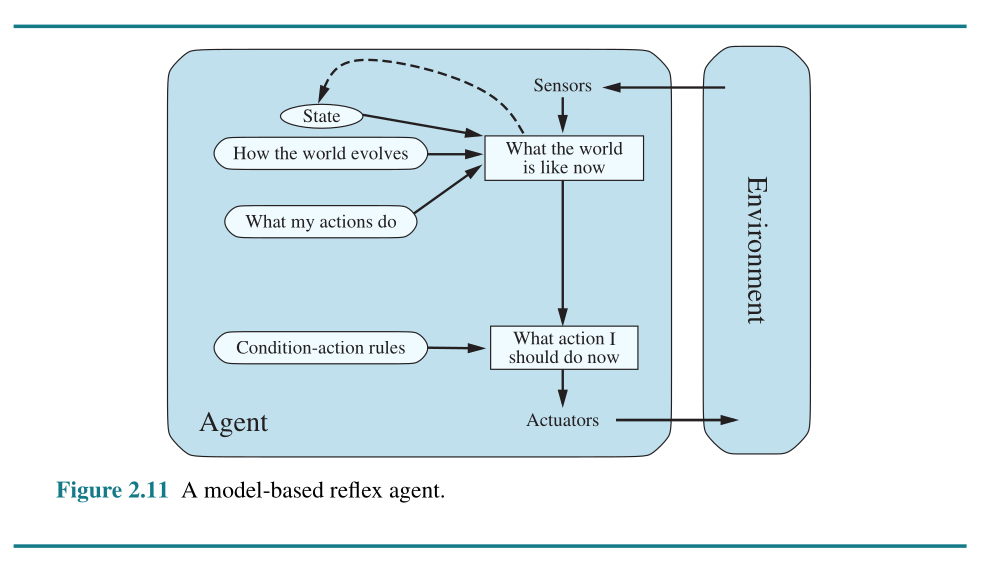 Sensors
State
How the world evolves
What the world
is like now
What my actions do
Environment
Condition-action rules
What action I
should do now
Agent
Actuators
Figure 2.11 A model-based reflex agent.